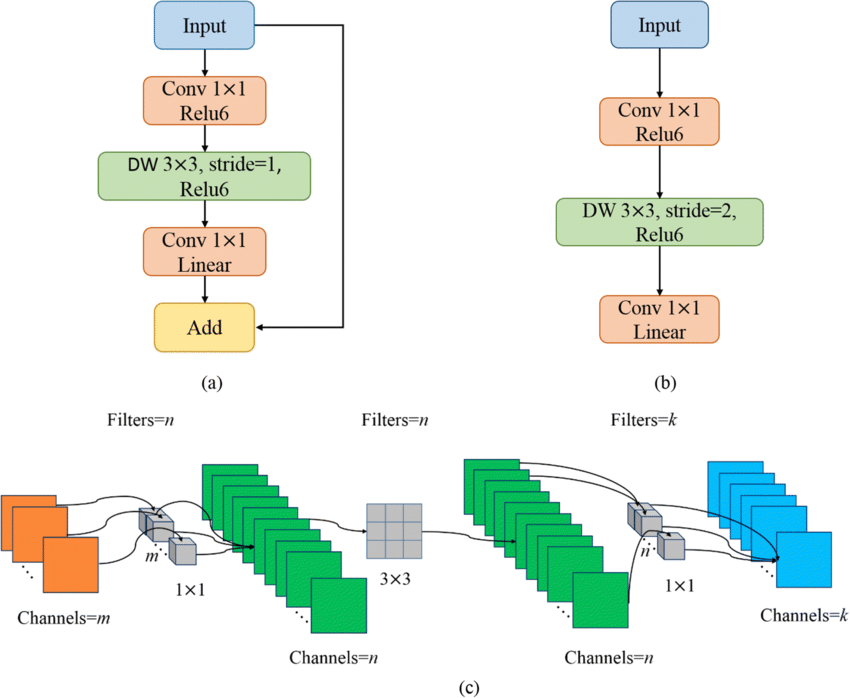 Input
Conv 1×1
Relu6
DW 3×3, stride=1,
Relu6
Conv 1×1
Linear
Add
(a)
Input
Conv 1×1
Relu6
DW 3×3, stride=2,
Relu6
Conv 1×1
Linear
(b)
Filters=n
Filters=n
Filters=k
m
1×1
3×3
n
1×1
Channels=m
Channels=n
Channels=n
Channels=k
(c)